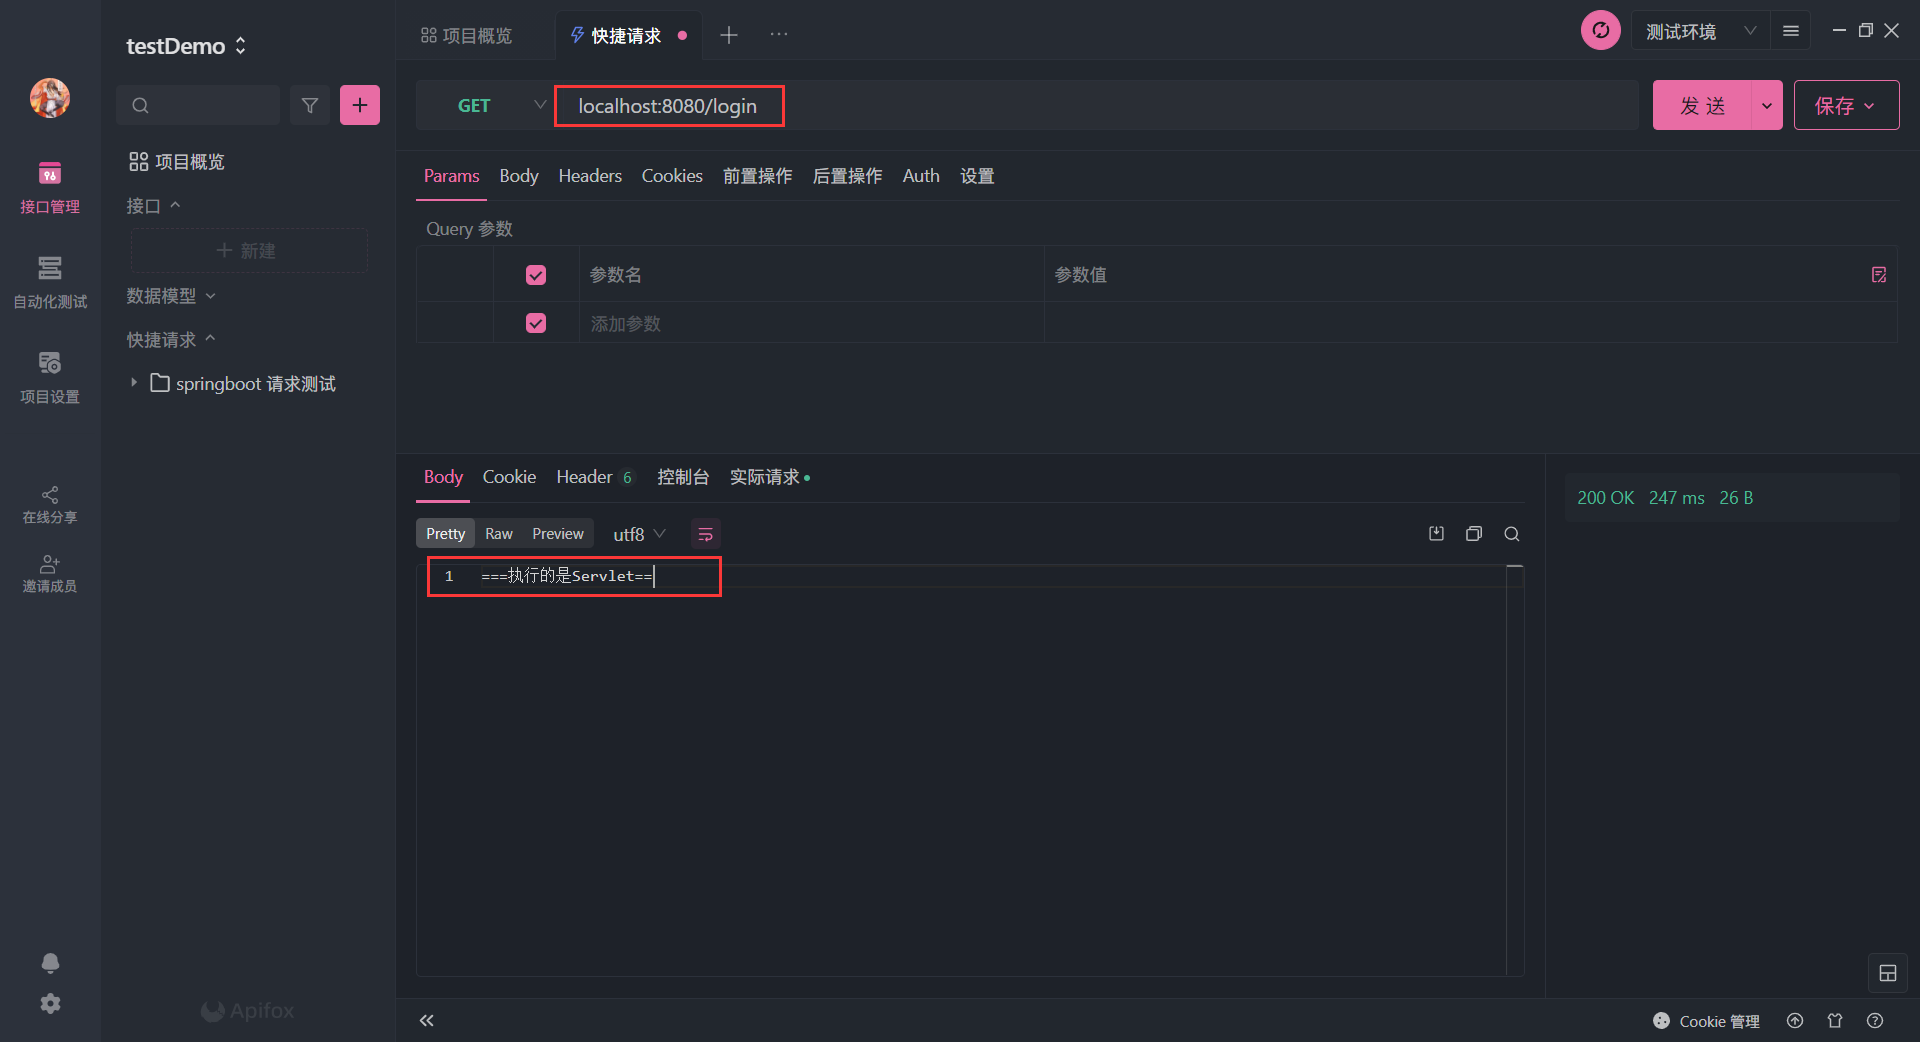 testDemo
项目概览
快捷请求
测试环境
GET
localhost:8080/login
发 送
保存
接口管理
自动化测试
项目设置
在线分享
邀请成员
项目概览
接口
新建
数据模型
快捷请求
springboot 请求测试
Apifox
Params
Body
Headers
Cookies
前置操作
后置操作
Auth
设置
Query 参数
参数名
参数值
添加参数
Body
Cookie
Header 6
控制台
实际请求
200 OK 247 ms 26 B
Pretty
Raw
Preview
utf8
1 ===执行的是Servlet==
Cookie 管理